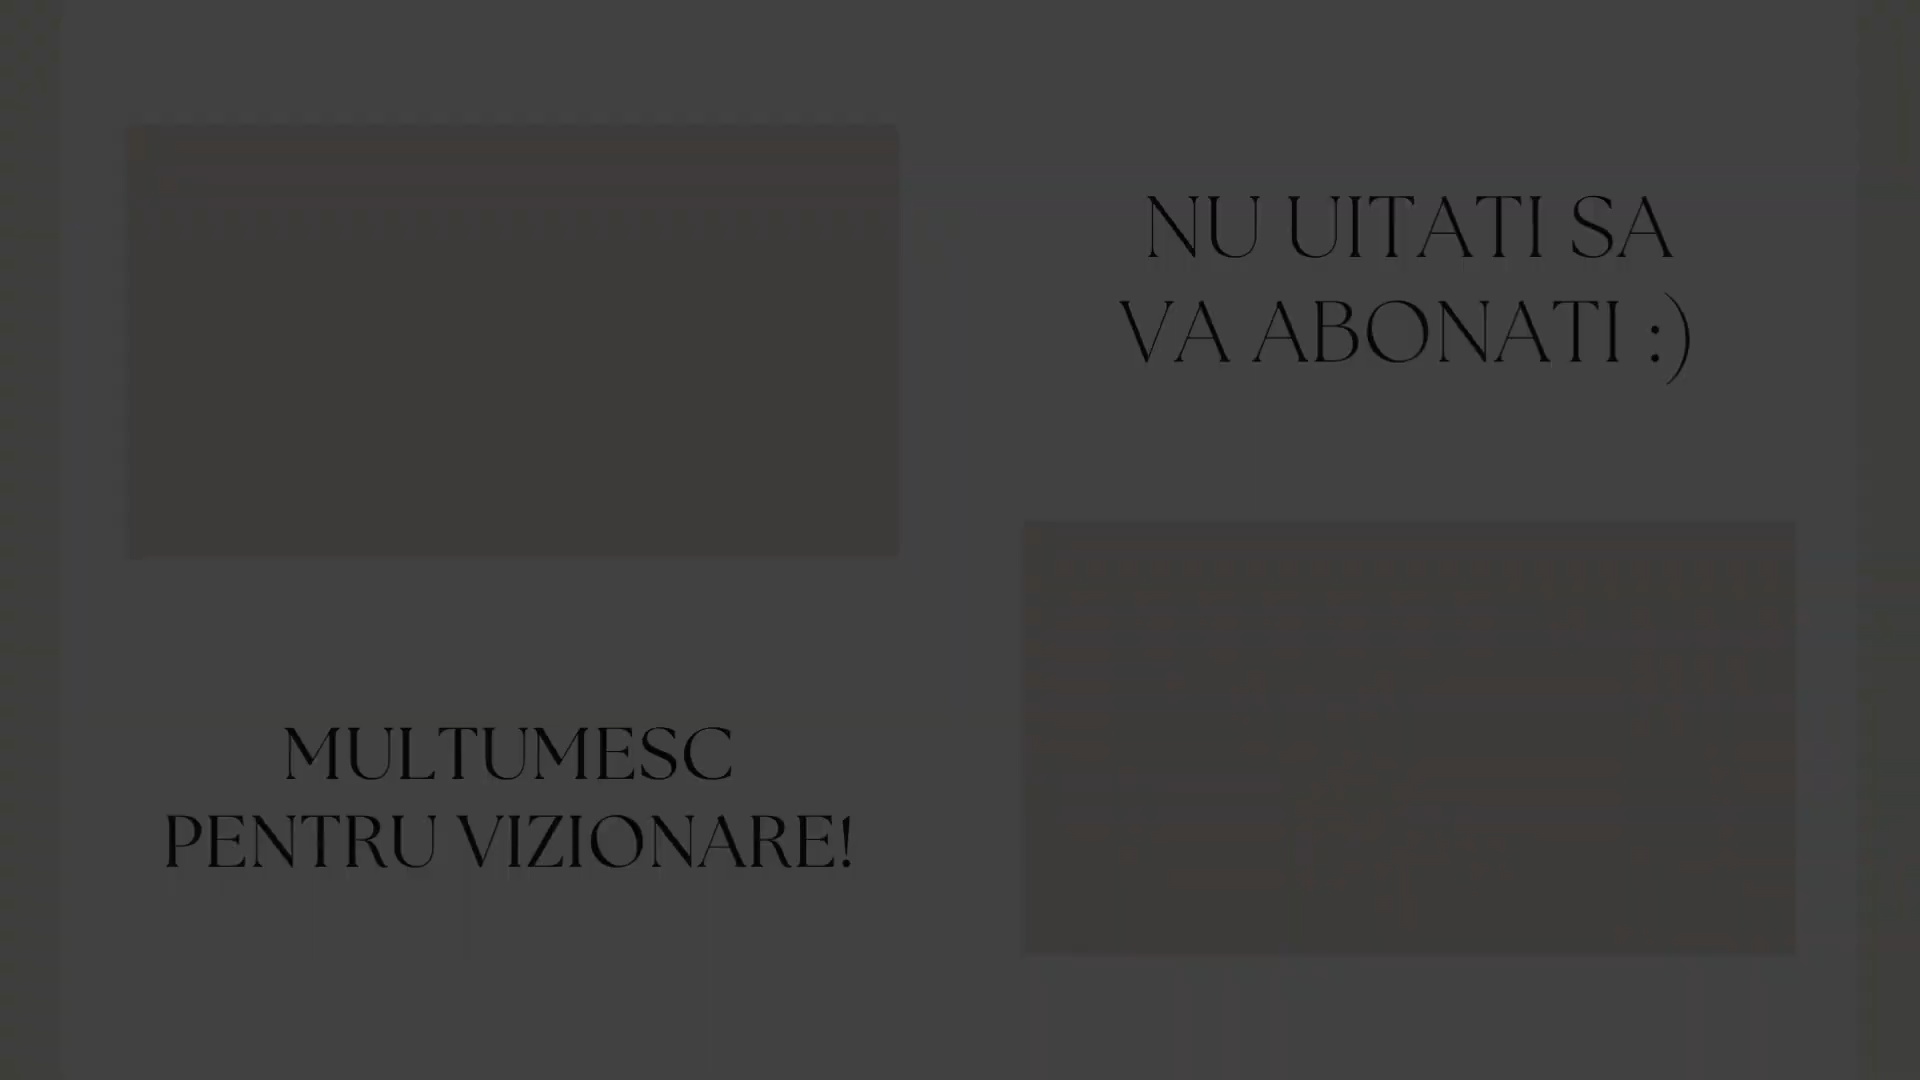 NU UITATI SA
VA ABONATI :)
MULTUMESC
PENTRU VIZIONARE!